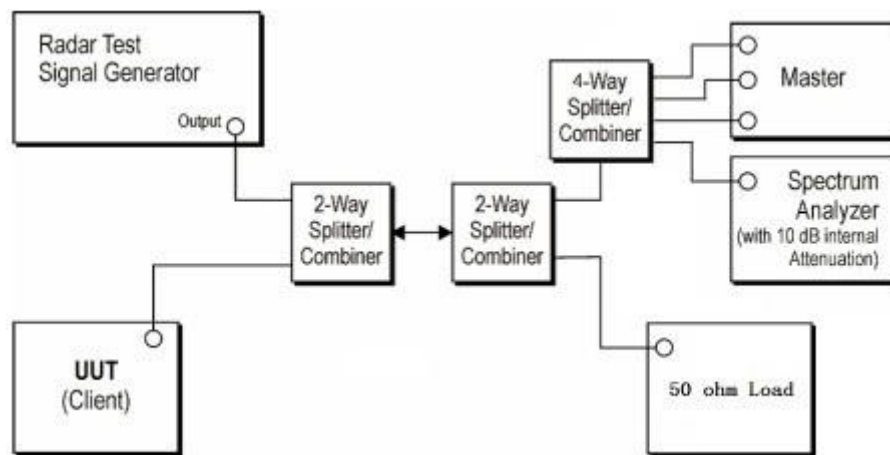 Radar Test
Signal Generator
Output
4-Way
Splitter/
Combiner
Master
2-Way
Splitter/
Combiner
2-Way
Splitter/
Combiner
Spectrum
Analyzer
(with 10 dB internal
Attenuation)
UUT
(Client)
50 ohm Load